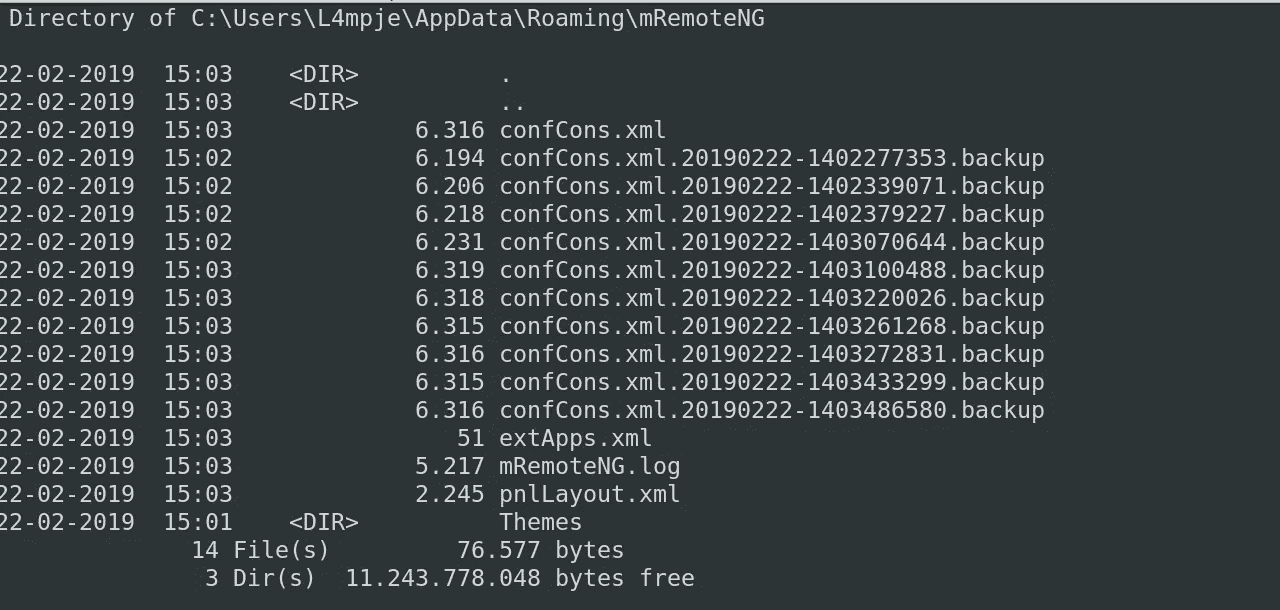 Directory of C:\Users\L4mpje\AppData\Roaming\mRemoteNG
22-02-2019  15:03    <DIR>          .
22-02-2019  15:03    <DIR>          ..
22-02-2019  15:03             6.316 confCons.xml
22-02-2019  15:02             6.194 confCons.xml.20190222-1402277353.backup
22-02-2019  15:02             6.206 confCons.xml.20190222-1402339071.backup
22-02-2019  15:02             6.218 confCons.xml.20190222-1402379227.backup
22-02-2019  15:02             6.231 confCons.xml.20190222-1403070644.backup
22-02-2019  15:03             6.319 confCons.xml.20190222-1403100488.backup
22-02-2019  15:03             6.318 confCons.xml.20190222-1403220026.backup
22-02-2019  15:03             6.315 confCons.xml.20190222-1403261268.backup
22-02-2019  15:03             6.316 confCons.xml.20190222-1403272831.backup
22-02-2019  15:03             6.315 confCons.xml.20190222-1403433299.backup
22-02-2019  15:03             6.316 confCons.xml.20190222-1403486580.backup
22-02-2019  15:03                51 extApps.xml
22-02-2019  15:03             5.217 mRemoteNG.log
22-02-2019  15:03             2.245 pnlLayout.xml
22-02-2019  15:01    <DIR>          Themes
14 File(s)         76.577 bytes
3 Dir(s)  11.243.778.048 bytes free